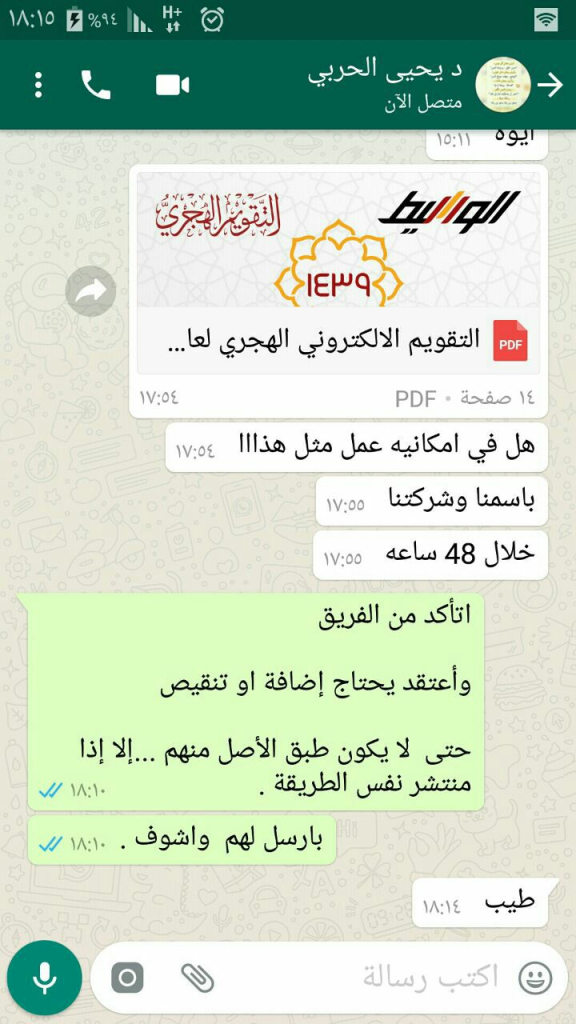 ١٨:١٥
%٩٤
H+
د يحيى الحربي
متصل الآن
ايوه
١٥:١١
التقويم الهجري
الوسيط
١٤٣٩
التقويم الالكتروني الهجري لعا...
PDF
١٤ صفحة • PDF
١٧:٥٤
هل في امكانيه عمل مثل هذااا
١٧:٥٤
باسمنا وشركتنا
١٧:٥٥
خلال 48 ساعه
١٧:٥٥
اتأكد من الفريق
وأعتقد يحتاج إضافة او تنقيص
حتى لا يكون طبق الأصل منهم ...إلا إذا
منتشر نفس الطريقة .
١٨:١٠
بارسل لهم واشوف .
١٨:١٠
طيب
١٨:١٤
اكتب رسالة